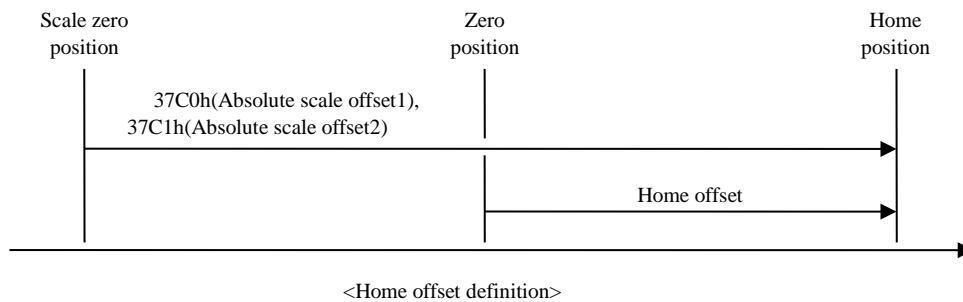 Scale zero
position
Zero
position
Home
position
37C0h(Absolute scale offset1),
37C1h(Absolute scale offset2)
Home offset
<Home offset definition>